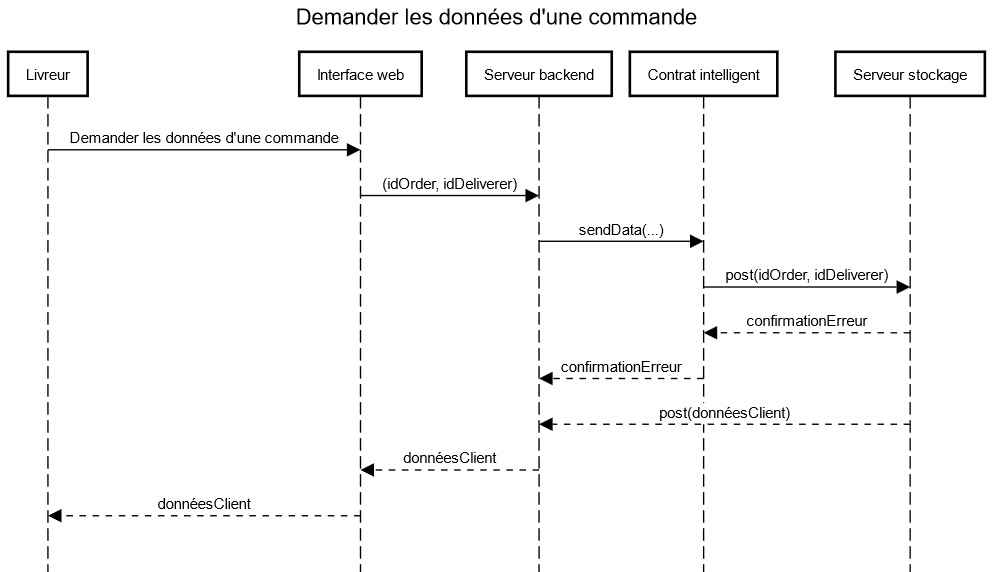 Demander les données d'une commande
Livreur
Interface web
Serveur backend
Contrat intelligent
Serveur stockage
Demander les données d'une commande
(idOrder, idDeliverer)
sendData(...)
post(idOrder, idDeliverer)
confirmationErreur
confirmationErreur
post(donnéesClient)
donnéesClient
donnéesClient